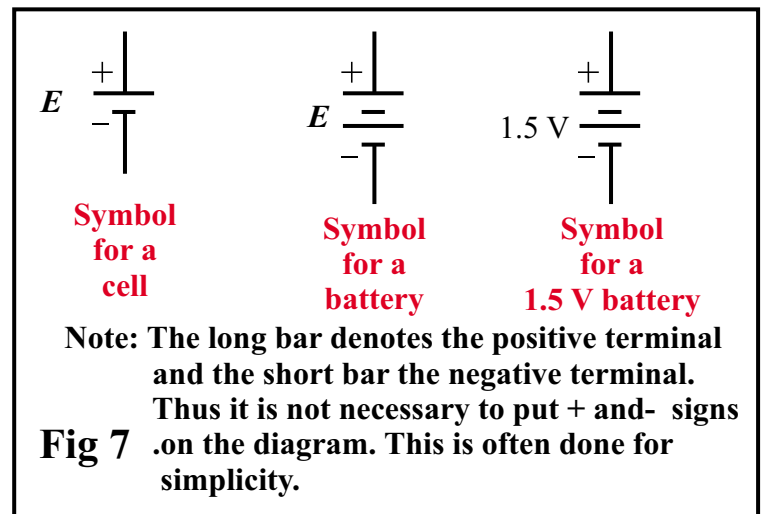 + + +
E E 1.5 V
− − −
Symbol
for a
cell
Symbol
for a
battery
Symbol
for a
1.5 V battery
Note: The long bar denotes the positive terminal
and the short bar the negative terminal.
Thus it is not necessary to put + and- signs
Fig 7 .on the diagram. This is often done for
simplicity.